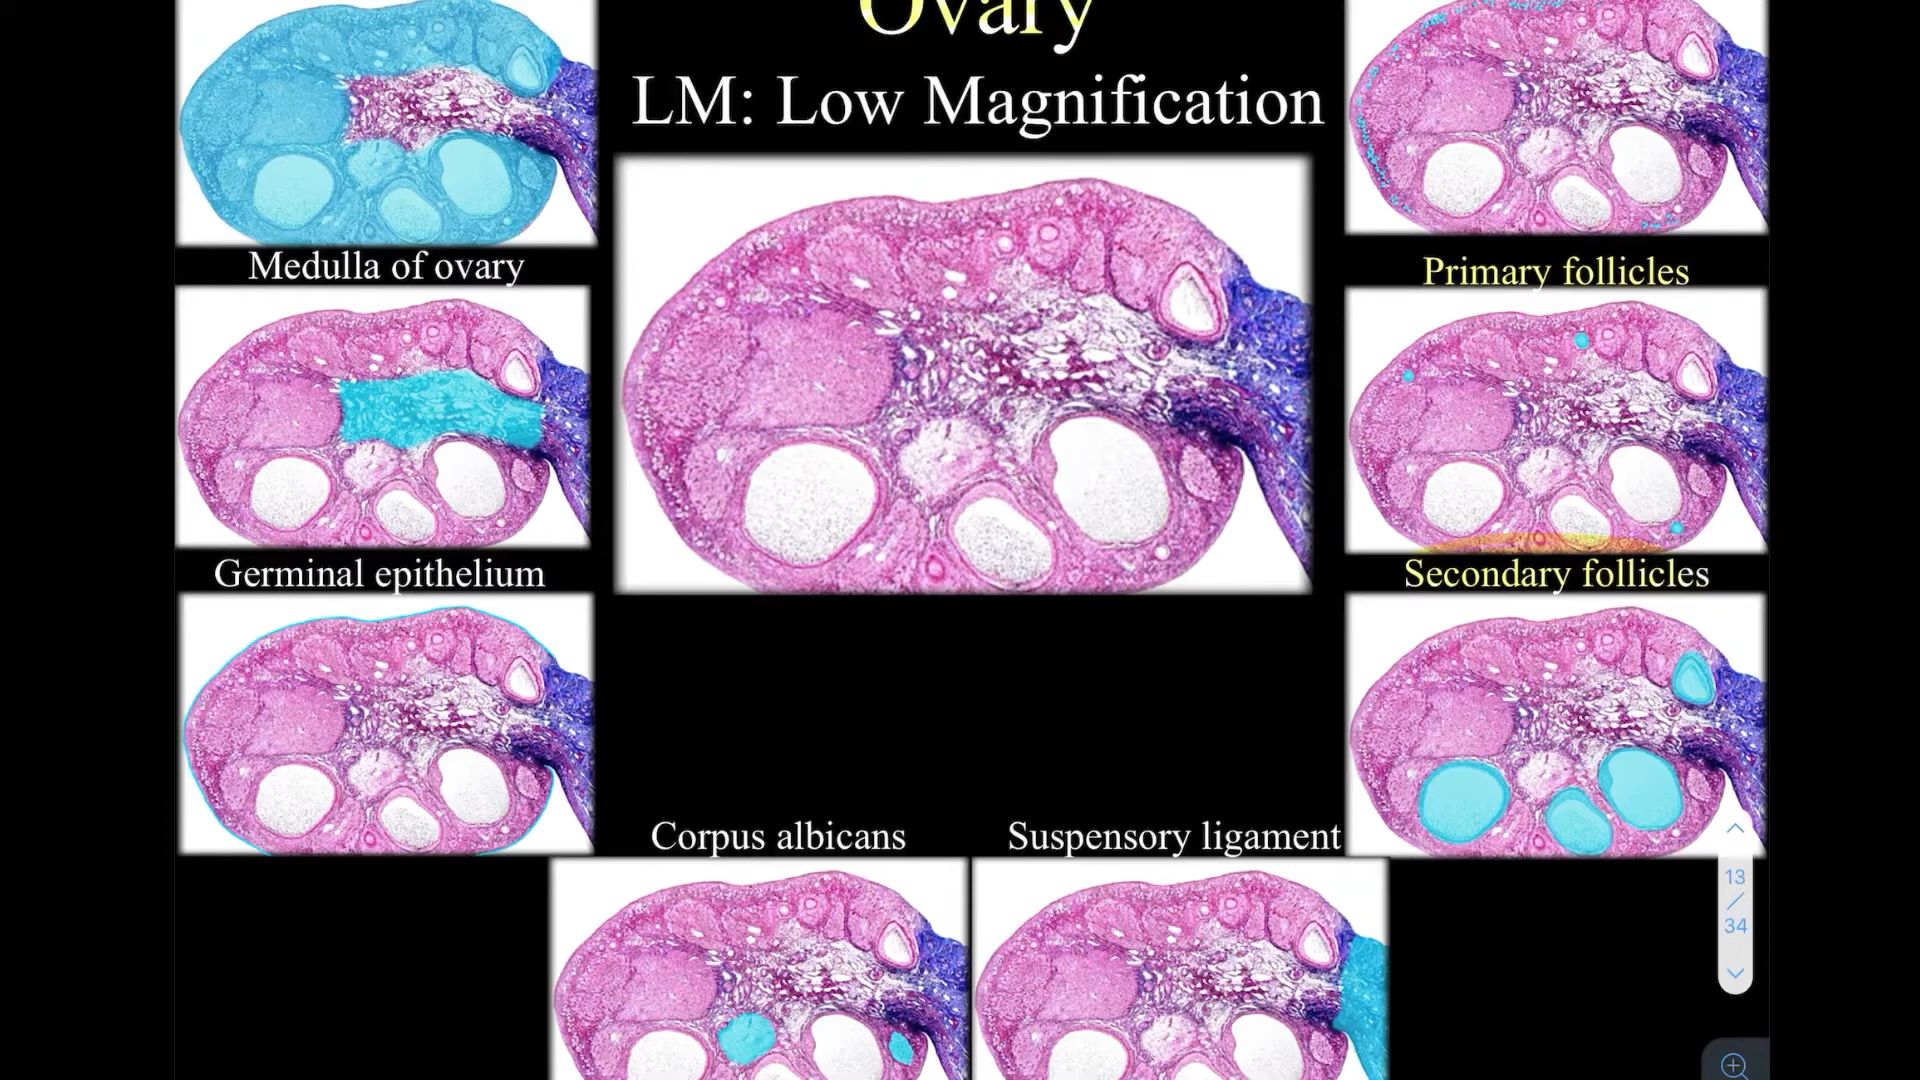 Ovary
LM: Low Magnification
Medulla of ovary
Primary follicles
Germinal epithelium
Secondary follicles
Corpus albicans
Suspensory ligament
13
/
34